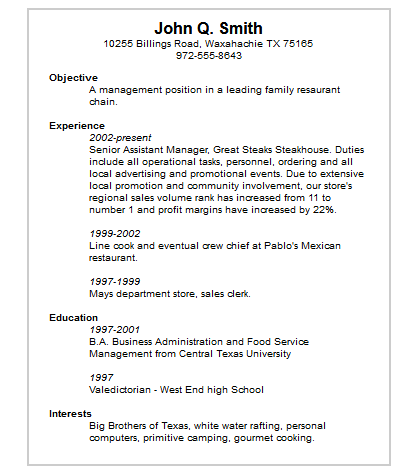 John Q. Smith
10255 Billings Road, Waxahachie TX 75165
972-555-8643
Objective
A management position in a leading family resaurant
chain.
Experience
2002-present
Senior Assistant Manager, Great Steaks Steakhouse. Duties
include all operational tasks, personnel, ordering and all
local advertising and promotional events. Due to extensive
local promotion and community involvement, our store's
regional sales volume rank has increased from 11 to
number 1 and profit margins have increased by 22%.
1999-2002
Line cook and eventual crew chief at Pablo's Mexican
restaurant.
1997-1999
Mays department store, sales clerk.
Education
1997-2001
B.A. Business Administration and Food Service
Management from Central Texas University
1997
Valedictorian - West End high School
Interests
Big Brothers of Texas, white water rafting, personal
computers, primitive camping, gourmet cooking.